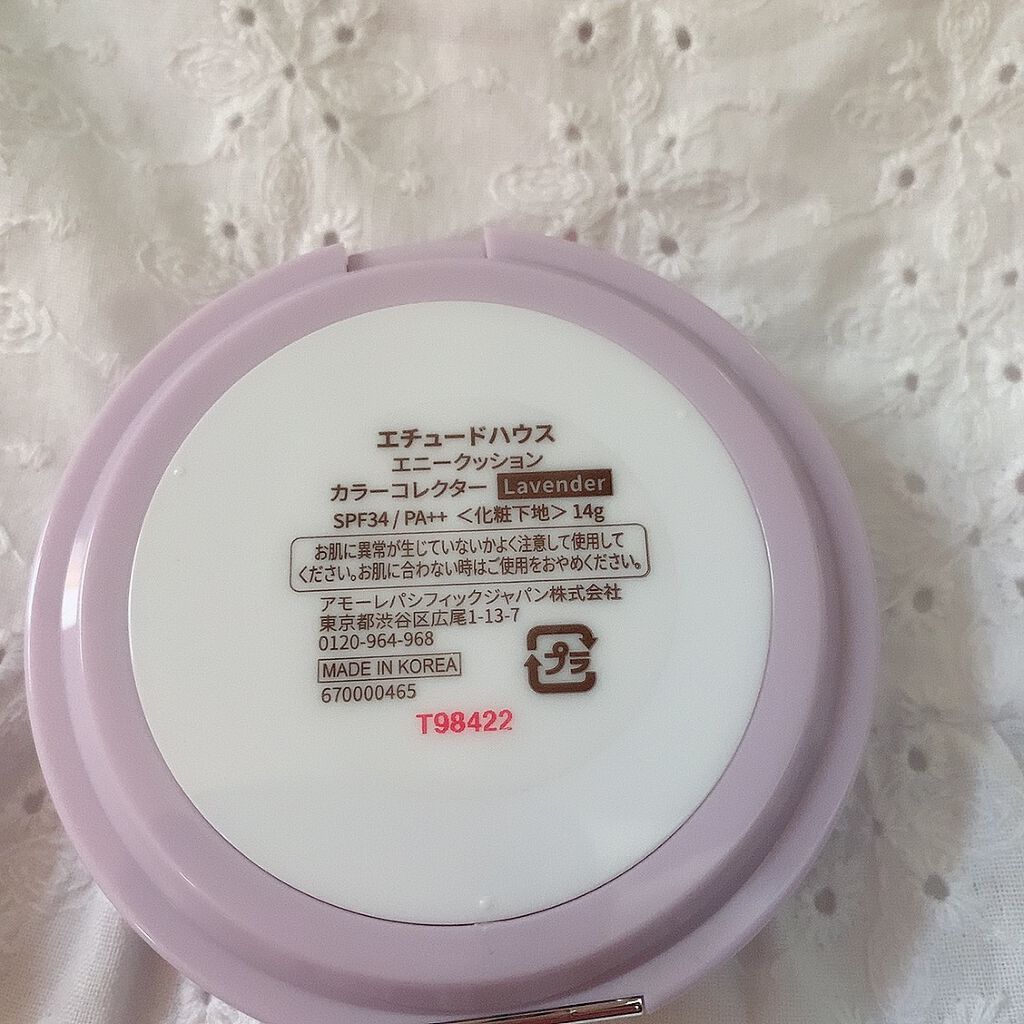 エチュードハウス
エニークッション
カラーコレクター Lavender
SPF34 / PA++ ＜化粧下地＞ 14g
お肌に異常が生じていないかよく注意して使用して
ください。お肌に合わない時はご使用をおやめください。
アモーレパシフィックジャパン株式会社
東京都渋谷区広尾1-13-7
0120-964-968
プラ
MADE IN KOREA
670000465
T98422